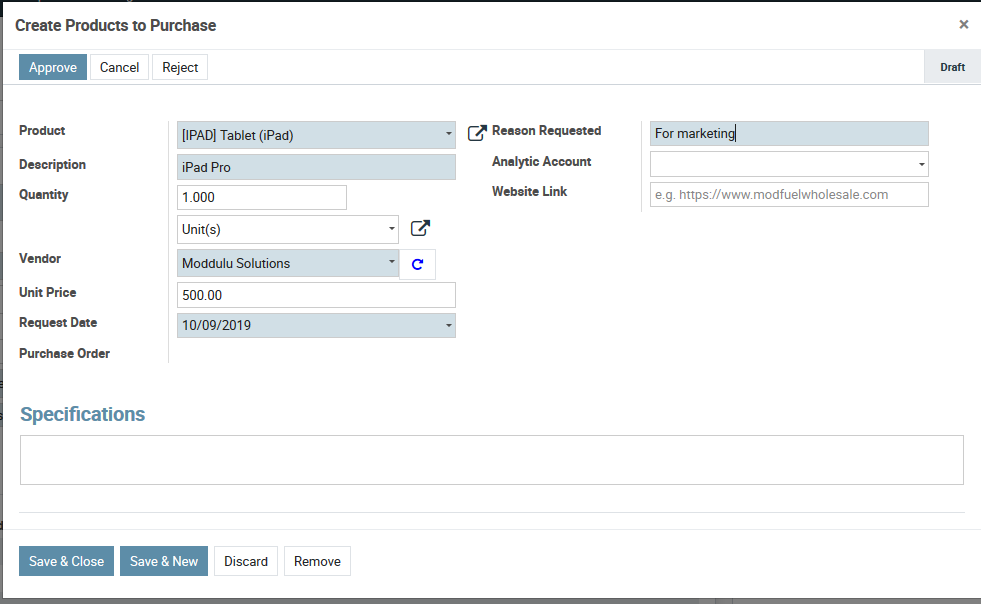 Create Products to Purchase
×
Approve Cancel Reject Draft
Product [IPAD] Tablet (iPad)
Description iPad Pro
Quantity 1.000
Unit(s)
Vendor Moddulu Solutions
Unit Price 500.00
Request Date 10/09/2019
Purchase Order
Reason Requested For marketing
Analytic Account
Website Link e.g. https://www.modfuelwholesale.com
Specifications
Save & Close Save & New Discard Remove